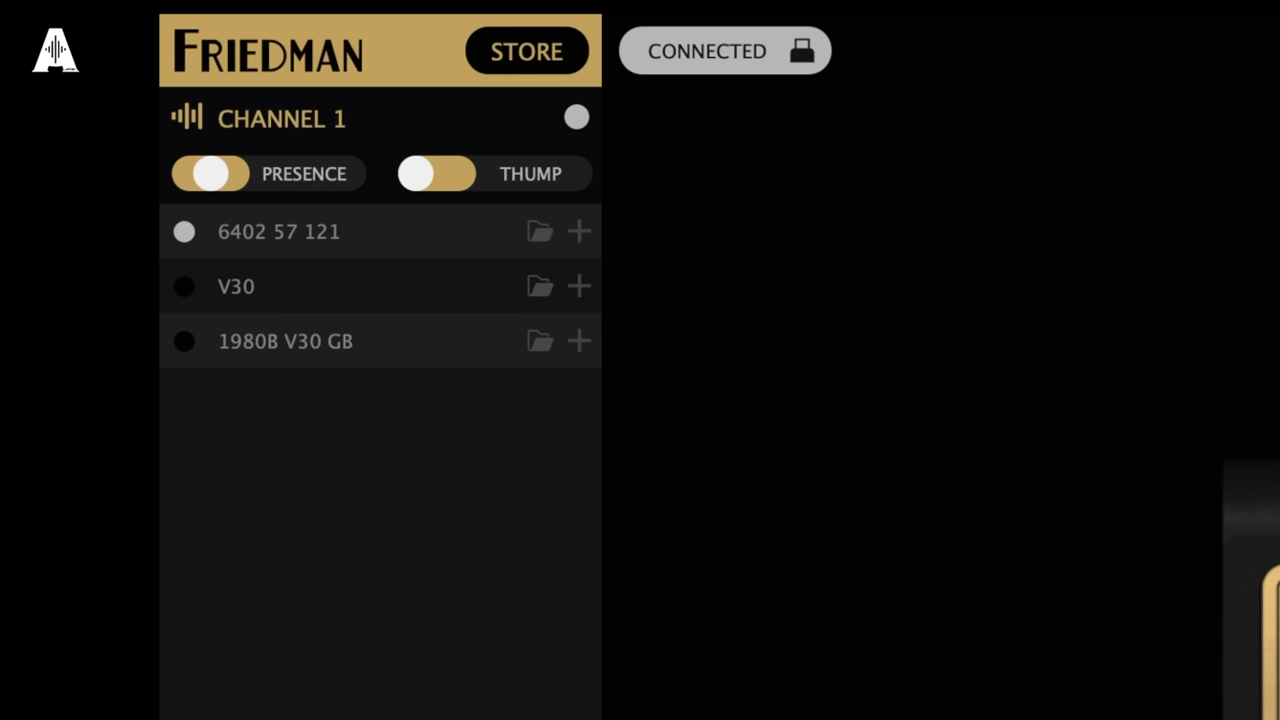 FRIEDMAN
STORE
CONNECTED
CHANNEL 1
PRESENCE
THUMP
6402 57 121
V30
1980B V30 GB